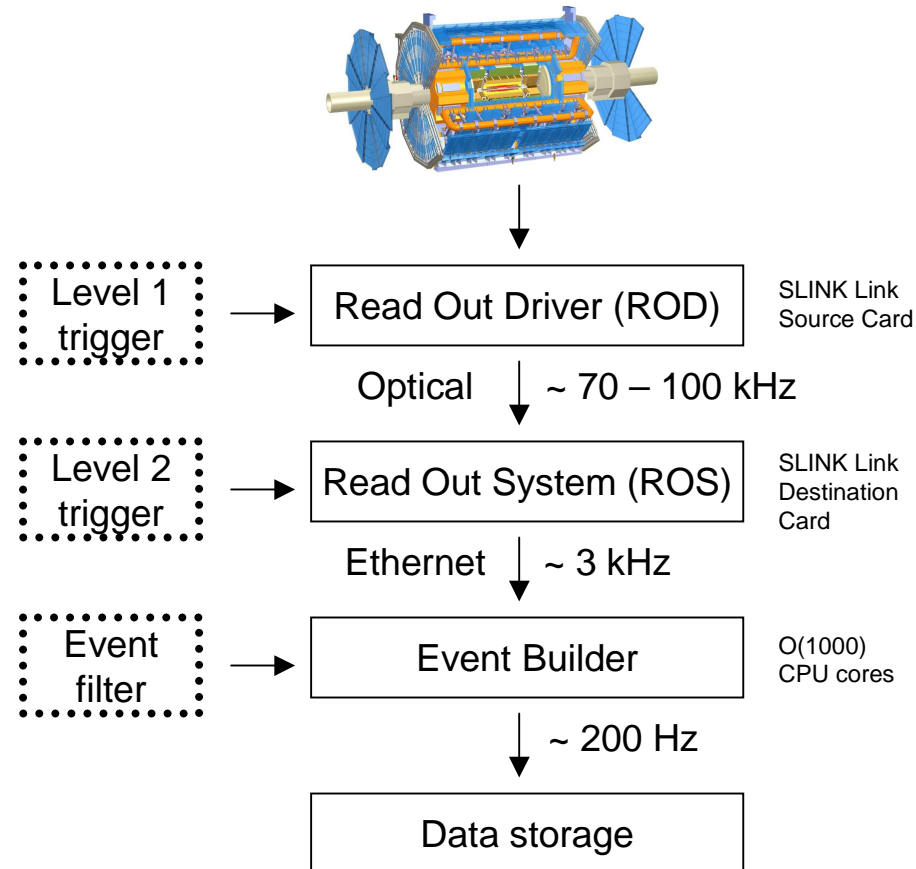 Level 1
trigger
Read Out Driver (ROD)
SLINK Link
Source Card
Optical
~ 70 – 100 kHz
Level 2
trigger
Read Out System (ROS)
SLINK Link
Destination
Card
Ethernet
~ 3 kHz
Event
filter
Event Builder
O(1000)
CPU cores
~ 200 Hz
Data storage